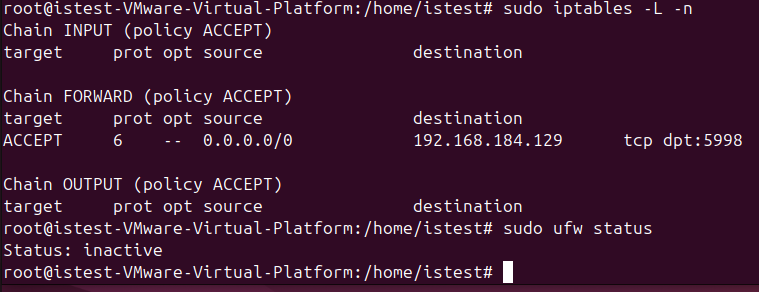 root@istest-VMware-Virtual-Platform:/home/istest# sudo iptables -L -n
Chain INPUT (policy ACCEPT)
target     prot opt source               destination

Chain FORWARD (policy ACCEPT)
target     prot opt source               destination
ACCEPT     6    --  0.0.0.0/0            192.168.184.129      tcp dpt:5998

Chain OUTPUT (policy ACCEPT)
target     prot opt source               destination
root@istest-VMware-Virtual-Platform:/home/istest# sudo ufw status
Status: inactive
root@istest-VMware-Virtual-Platform:/home/istest#